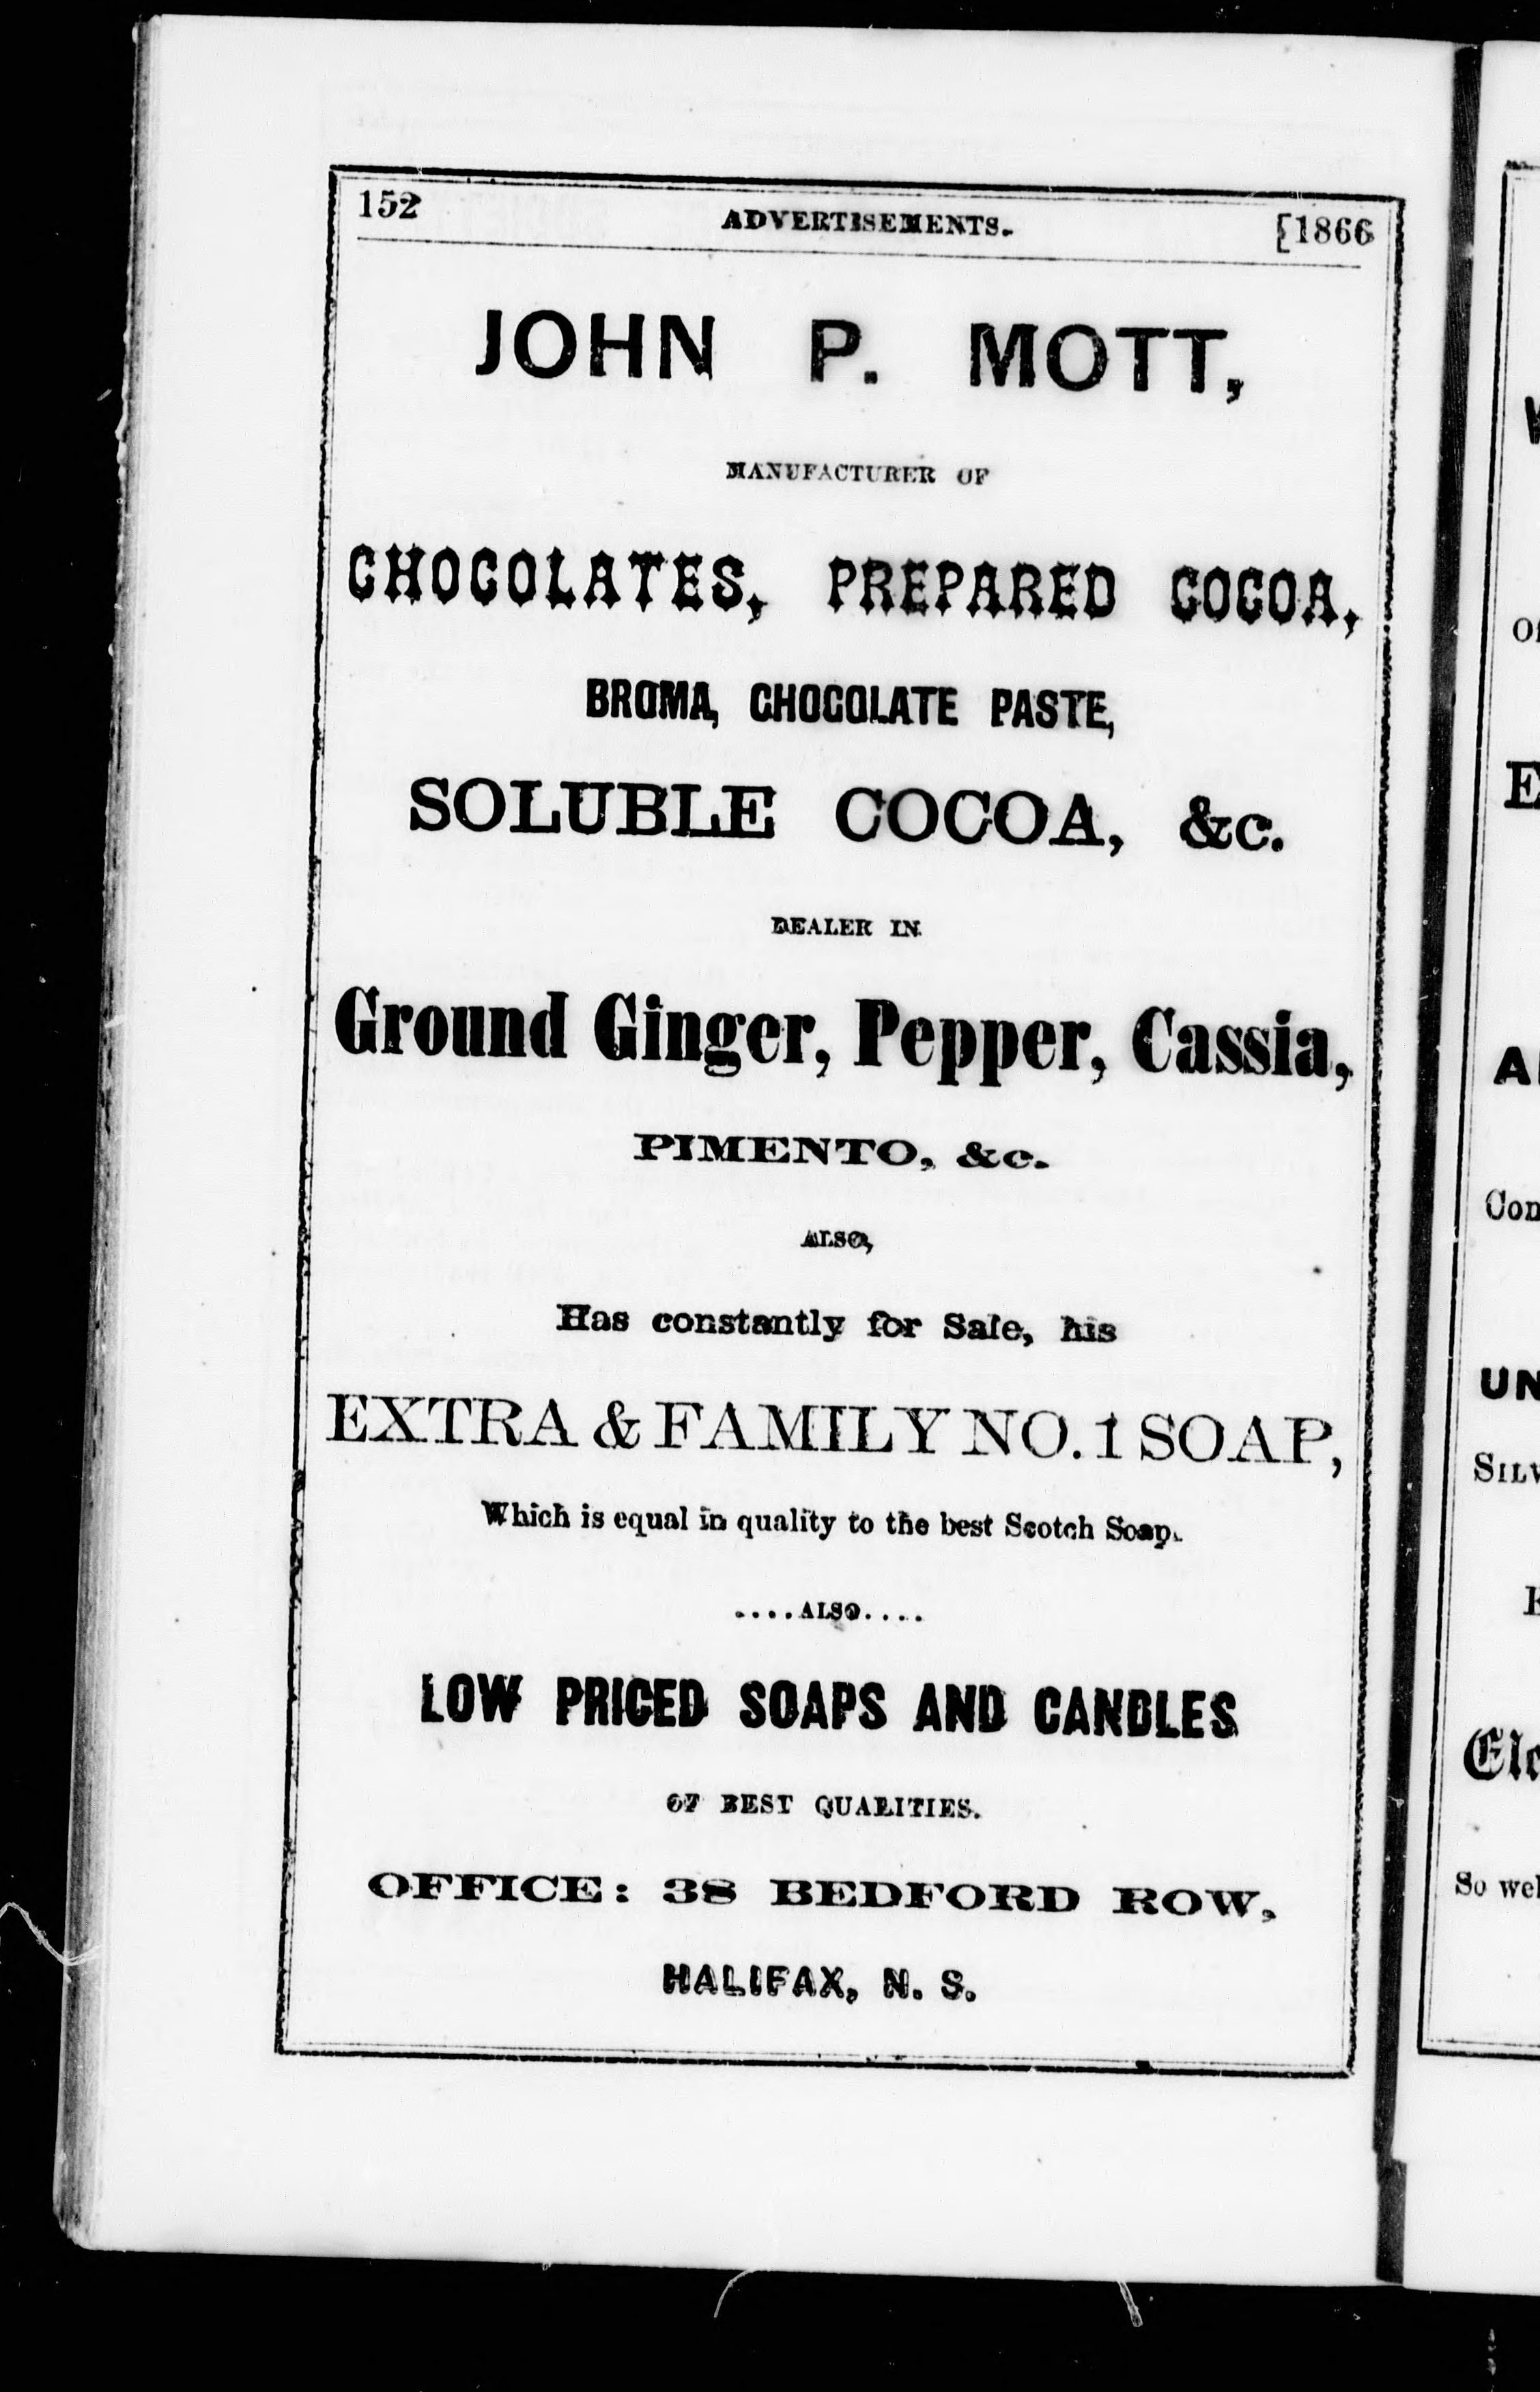 152 ADVERTISEMENTS. [1866
JOHN P. MOTT,
MANUFACTURER OF
CHOCOLATES, PREPARED COCOA,
BROMA, CHOCOLATE PASTE,
SOLUBLE COCOA, &c.
DEALER IN
Ground Ginger, Pepper, Cassia,
PIMENTO, &c.
ALSO,
Has constantly for Sale, his
EXTRA & FAMILY NO. 1 SOAP,
Which is equal in quality to the best Scotch Soap.
....ALSO....
LOW PRICED SOAPS AND CANDLES
OF BEST QUALITIES.
OFFICE: 38 BEDFORD ROW,
HALIFAX, N. S.
So wel